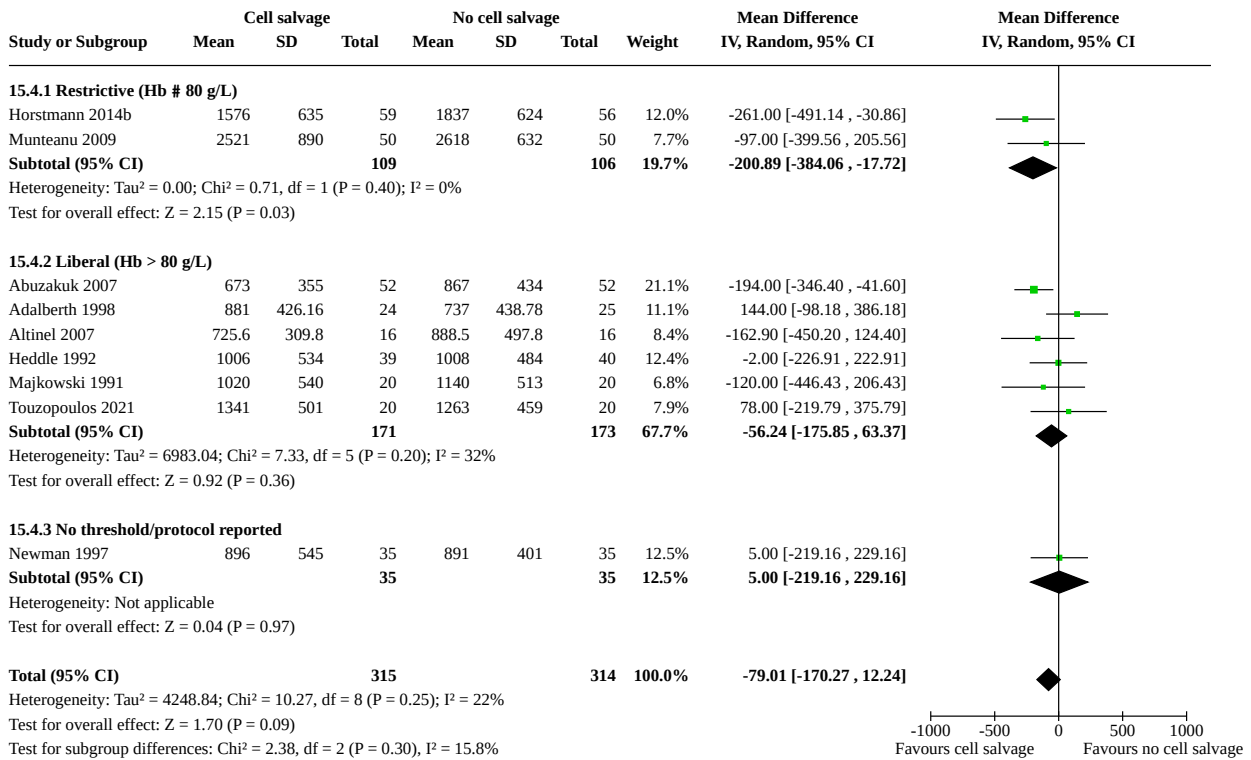 Cell salvage No cell salvage Mean Difference Mean Difference
Study or Subgroup Mean SD Total Mean SD Total Weight IV, Random, 95% CI IV, Random, 95% CI
15.4.1 Restrictive (Hb # 80 g/L)
Horstmann 2014b 1576 635 59 1837 624 56 12.0% -261.00 [-491.14 , -30.86]
Munteanu 2009 2521 890 50 2618 632 50 7.7% -97.00 [-399.56 , 205.56]
Subtotal (95% CI) 109 106 19.7% -200.89 [-384.06 , -17.72]
Heterogeneity: Tau² = 0.00; Chi² = 0.71, df = 1 (P = 0.40); I² = 0%
Test for overall effect: Z = 2.15 (P = 0.03)
15.4.2 Liberal (Hb > 80 g/L)
Abuzakuk 2007 673 355 52 867 434 52 21.1% -194.00 [-346.40 , -41.60]
Adalberth 1998 881 426.16 24 737 438.78 25 11.1% 144.00 [-98.18 , 386.18]
Altinel 2007 725.6 309.8 16 888.5 497.8 16 8.4% -162.90 [-450.20 , 124.40]
Heddle 1992 1006 534 39 1008 484 40 12.4% -2.00 [-226.91 , 222.91]
Majkowski 1991 1020 540 20 1140 513 20 6.8% -120.00 [-446.43 , 206.43]
Touzopoulos 2021 1341 501 20 1263 459 20 7.9% 78.00 [-219.79 , 375.79]
Subtotal (95% CI) 171 173 67.7% -56.24 [-175.85 , 63.37]
Heterogeneity: Tau² = 6983.04; Chi² = 7.33, df = 5 (P = 0.20); I² = 32%
Test for overall effect: Z = 0.92 (P = 0.36)
15.4.3 No threshold/protocol reported
Newman 1997 896 545 35 891 401 35 12.5% 5.00 [-219.16 , 229.16]
Subtotal (95% CI) 35 35 12.5% 5.00 [-219.16 , 229.16]
Heterogeneity: Not applicable
Test for overall effect: Z = 0.04 (P = 0.97)
Total (95% CI) 315 314 100.0% -79.01 [-170.27 , 12.24]
Heterogeneity: Tau² = 4248.84; Chi² = 10.27, df = 8 (P = 0.25); I² = 22%
Test for overall effect: Z = 1.70 (P = 0.09)
Test for subgroup differences: Chi² = 2.38, df = 2 (P = 0.30), I² = 15.8%
-1000 -500 0 500 1000
Favours cell salvage Favours no cell salvage